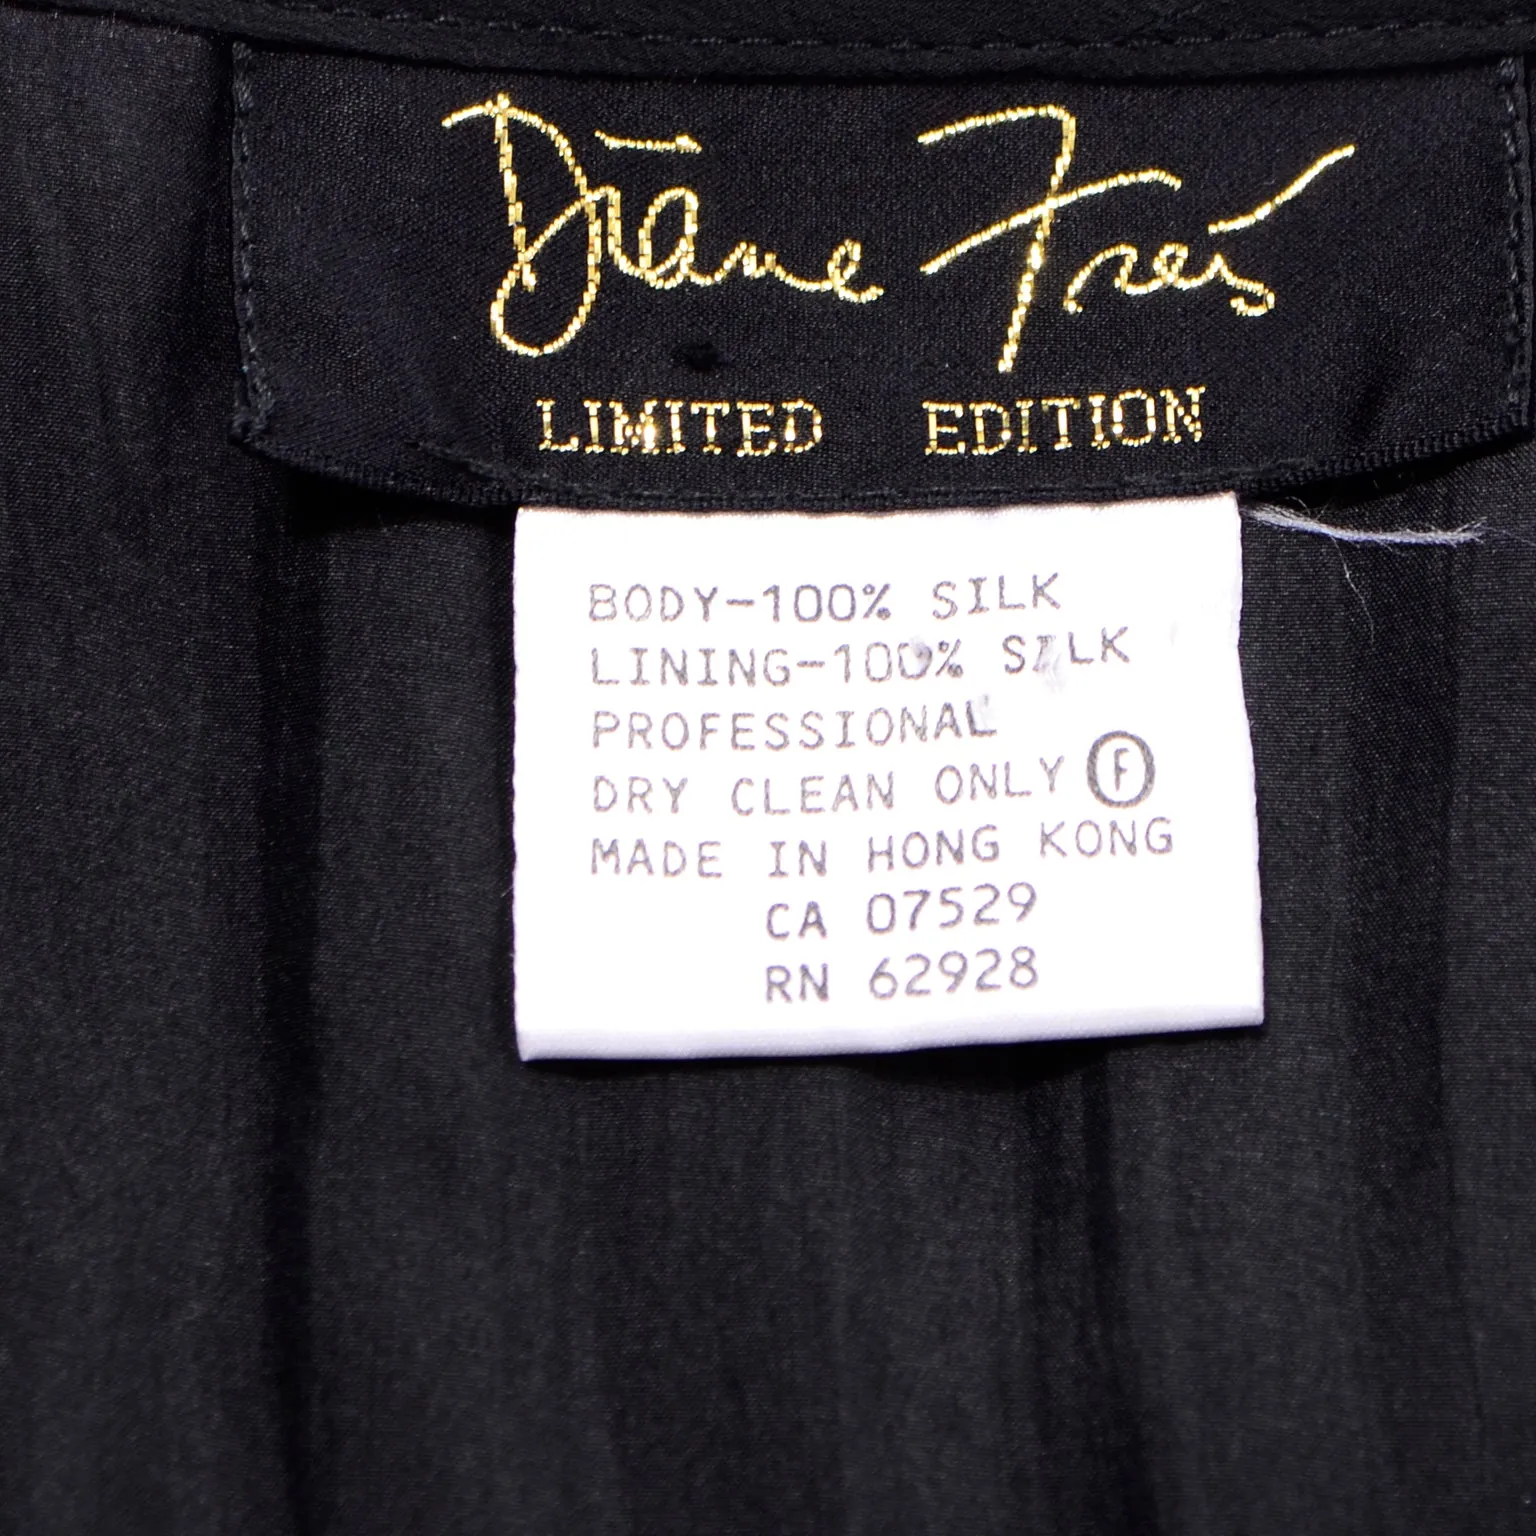 Diane Freis
LIMITED EDITION
BODY-100% SILK
LINING-100% SILK
PROFESSIONAL
DRY CLEAN ONLY Ⓕ
MADE IN HONG KONG
CA 07529
RN 62928